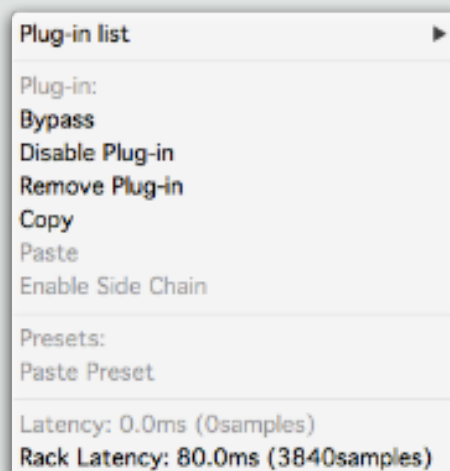 Plug-in list
Plug-in:
Bypass
Disable Plug-in
Remove Plug-in
Copy
Paste
Enable Side Chain
Presets:
Paste Preset
Latency: 0.0ms (0samples)
Rack Latency: 80.0ms (3840samples)